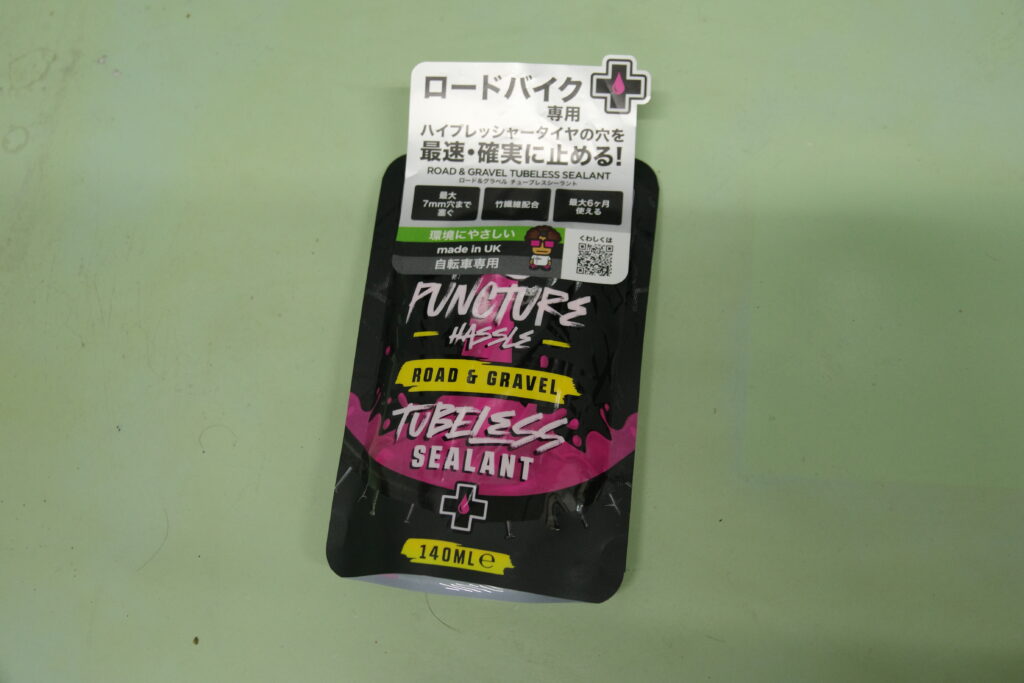 ロードバイク
専用
ハイプレッシャータイヤの穴を
最速・確実に止める!
ROAD & GRAVEL TUBELESS SEALANT
ロード&グラベル チューブレスシーラント
最大
7mm穴まで
塞ぐ
竹繊維配合
最大6ヶ月
使える
環境にやさしい
made in UK
自転車専用
くわしくは
PUNCTURE
HASSLE
ROAD & GRAVEL
TUBELESS
SEALANT
140ML ℮